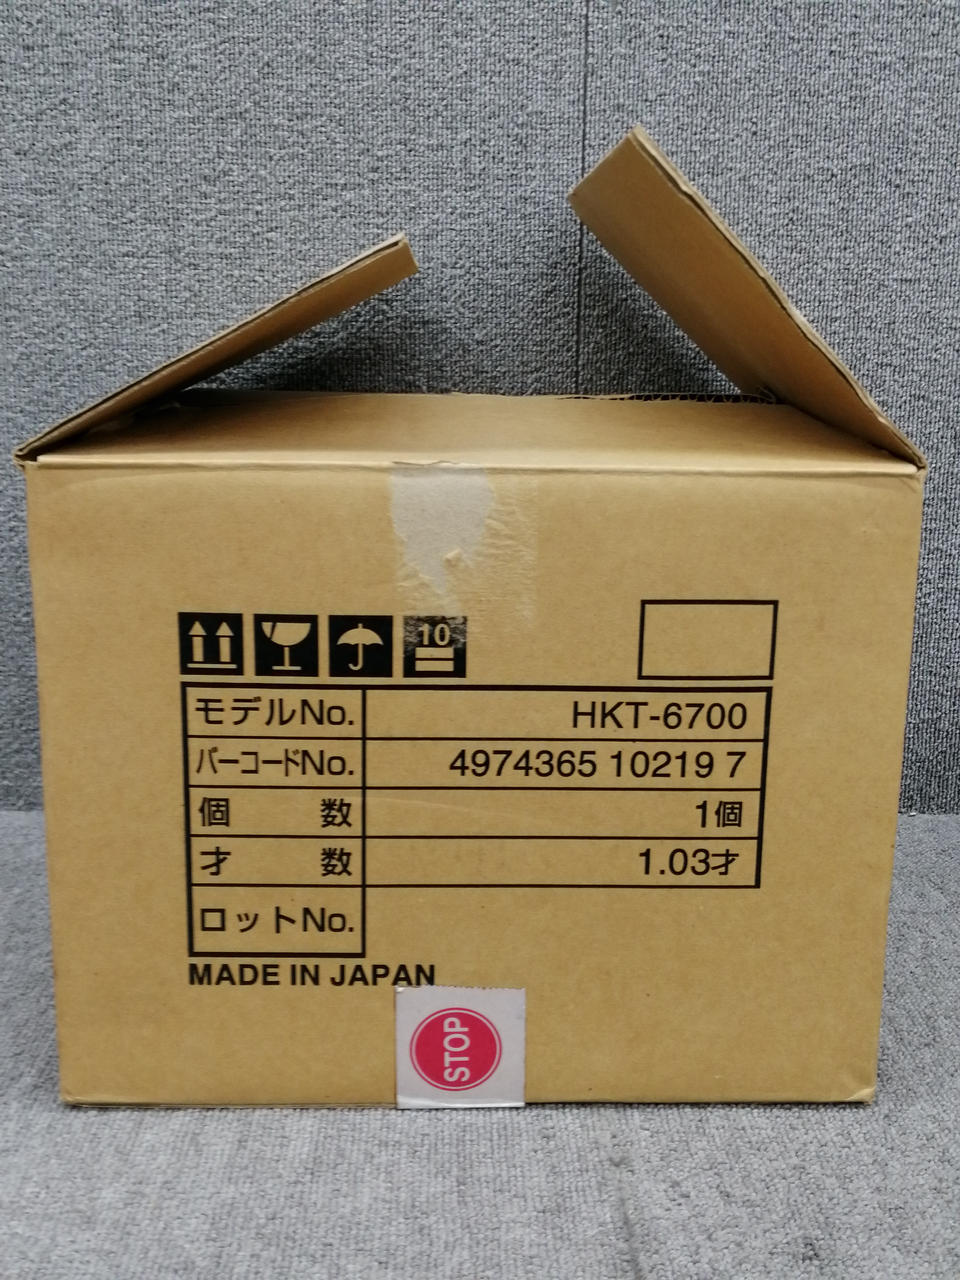 10
モデルNo. HKT-6700
バーコードNo. 4974365 10219 7
個数 1個
才数 1.03才
ロットNo.
MADE IN JAPAN
STOP